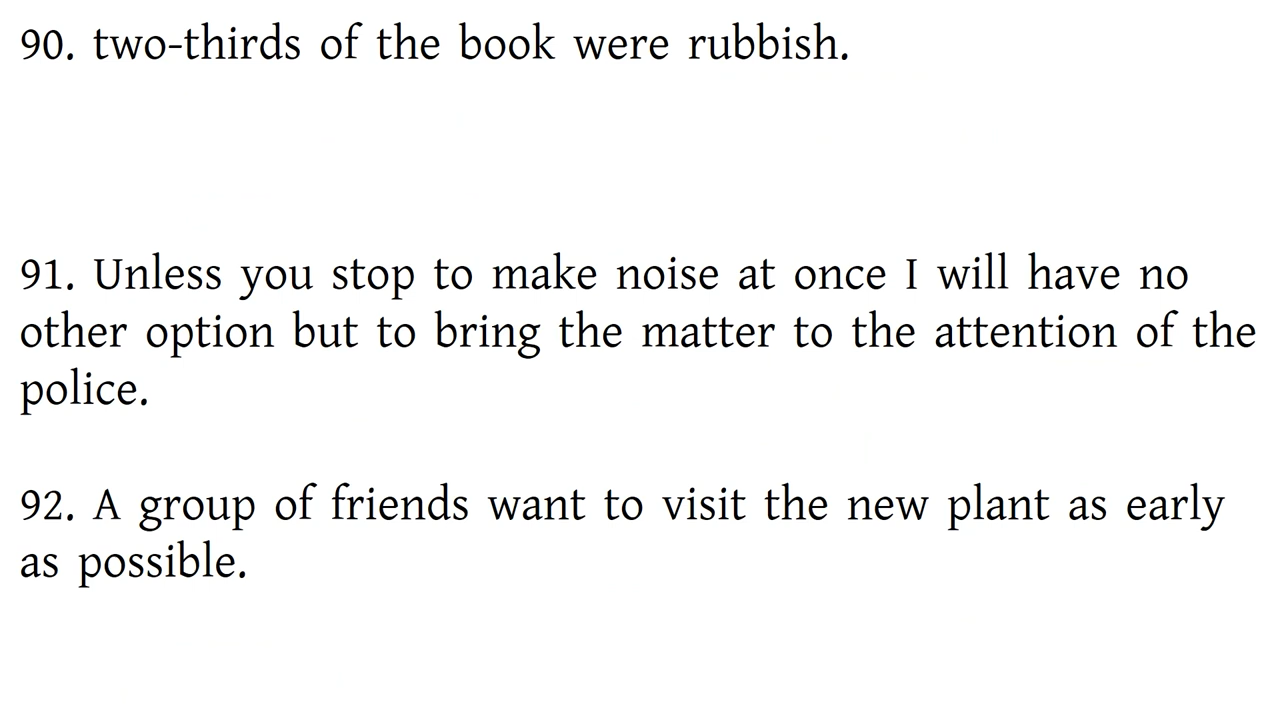 90. two-thirds of the book were rubbish.
91. Unless you stop to make noise at once I will have no
other option but to bring the matter to the attention of the
police.
92. A group of friends want to visit the new plant as early
as possible.